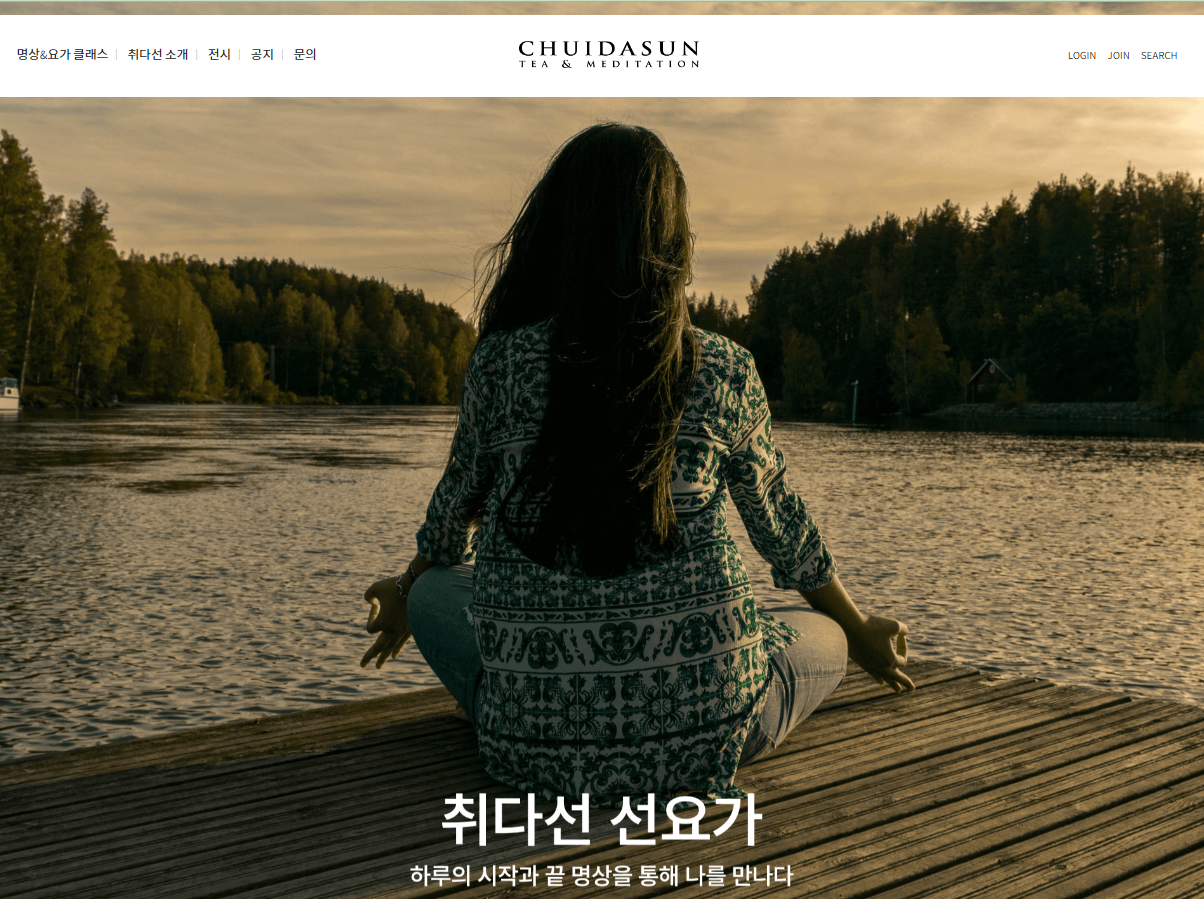 명상&요가 클래스
취다선 소개
전시
공지
문의
CHUIDASUN
TEA & MEDITATION
LOGIN
JOIN
SEARCH
취다선 선요가
하루의 시작과 끝 명상을 통해 나를 만나다